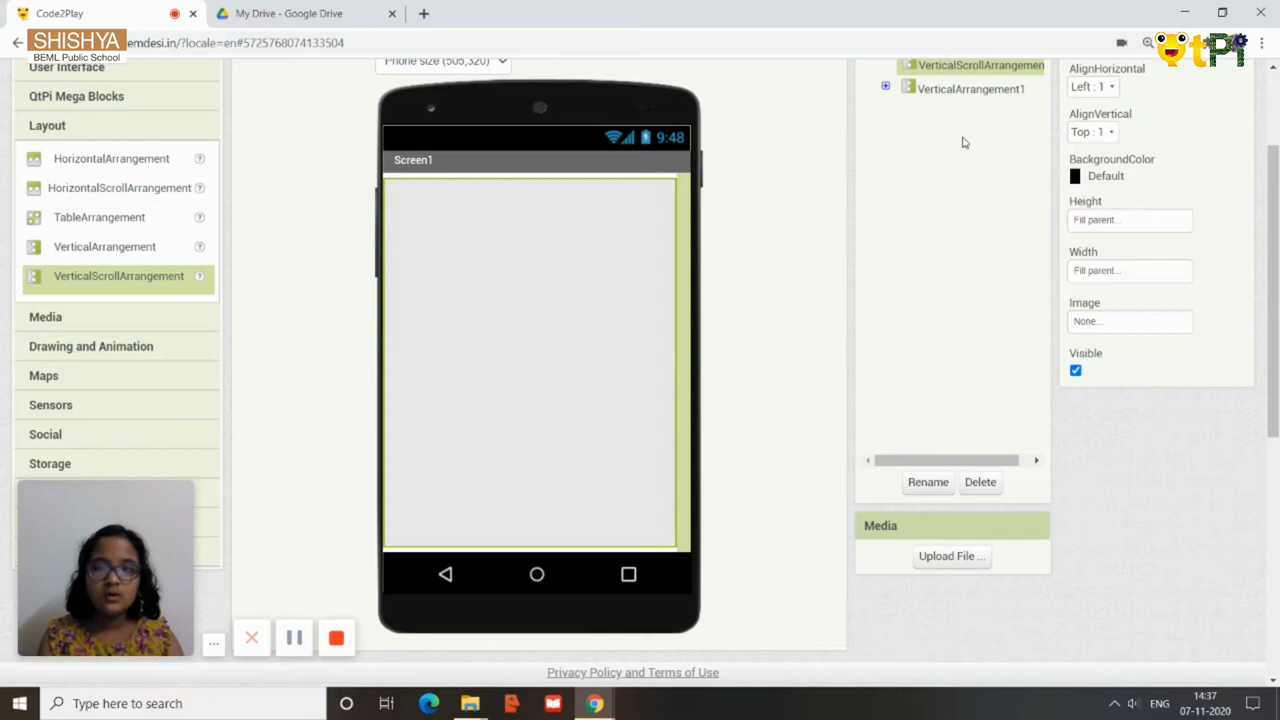 Code2Play
My Drive - Google Drive
SHISHYA
BEML Public School
emdesi.in/?locale=en#5725768074133504
QtPi
User Interface
QtPi Mega Blocks
Layout
HorizontalArrangement
HorizontalScrollArrangement
TableArrangement
VerticalArrangement
VerticalScrollArrangement
Media
Drawing and Animation
Maps
Sensors
Social
Storage
Phone size (505,320)
9:48
Screen1
VerticalScrollArrangemen
VerticalArrangement1
Rename
Delete
Media
Upload File ...
AlignHorizontal
Left : 1
AlignVertical
Top : 1
BackgroundColor
Default
Height
Fill parent...
Width
Fill parent...
Image
None...
Visible
Privacy Policy and Terms of Use
Type here to search
ENG
14:37
07-11-2020